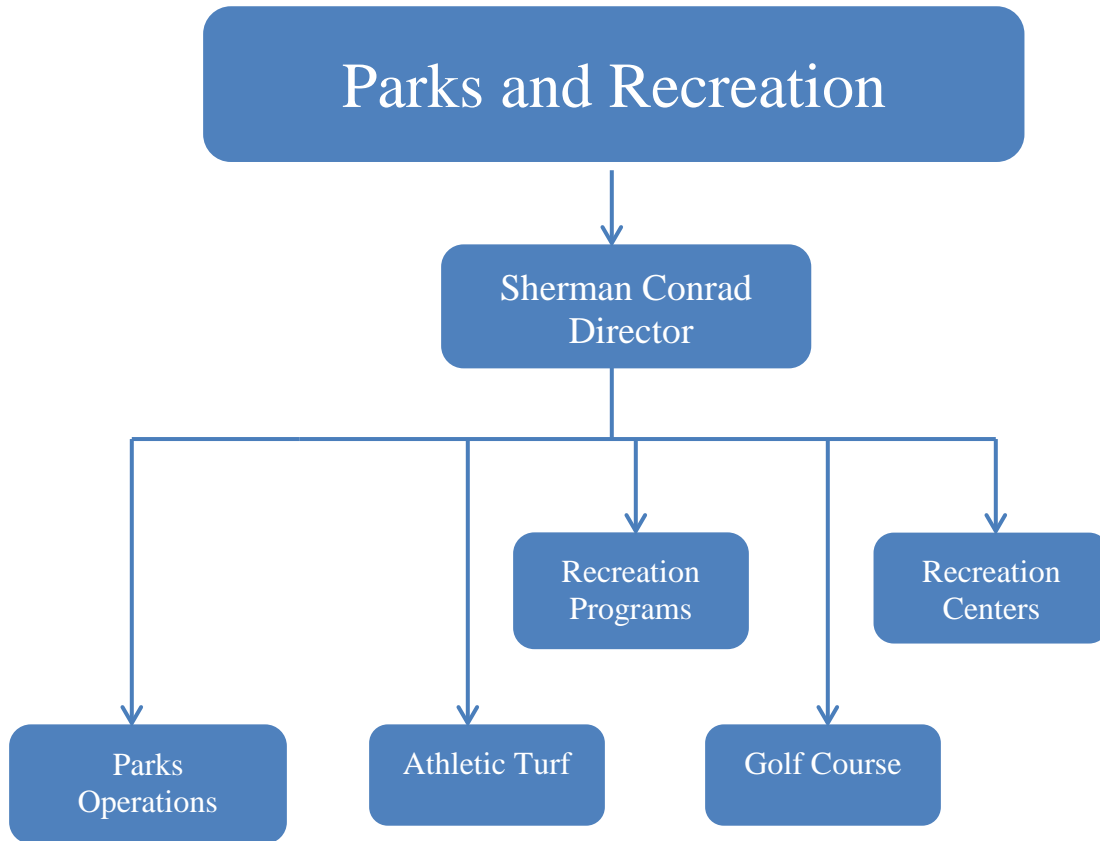 Parks and Recreation
Sherman Conrad
Director
Recreation
Programs
Recreation
Centers
Parks
Operations
Athletic Turf
Golf Course